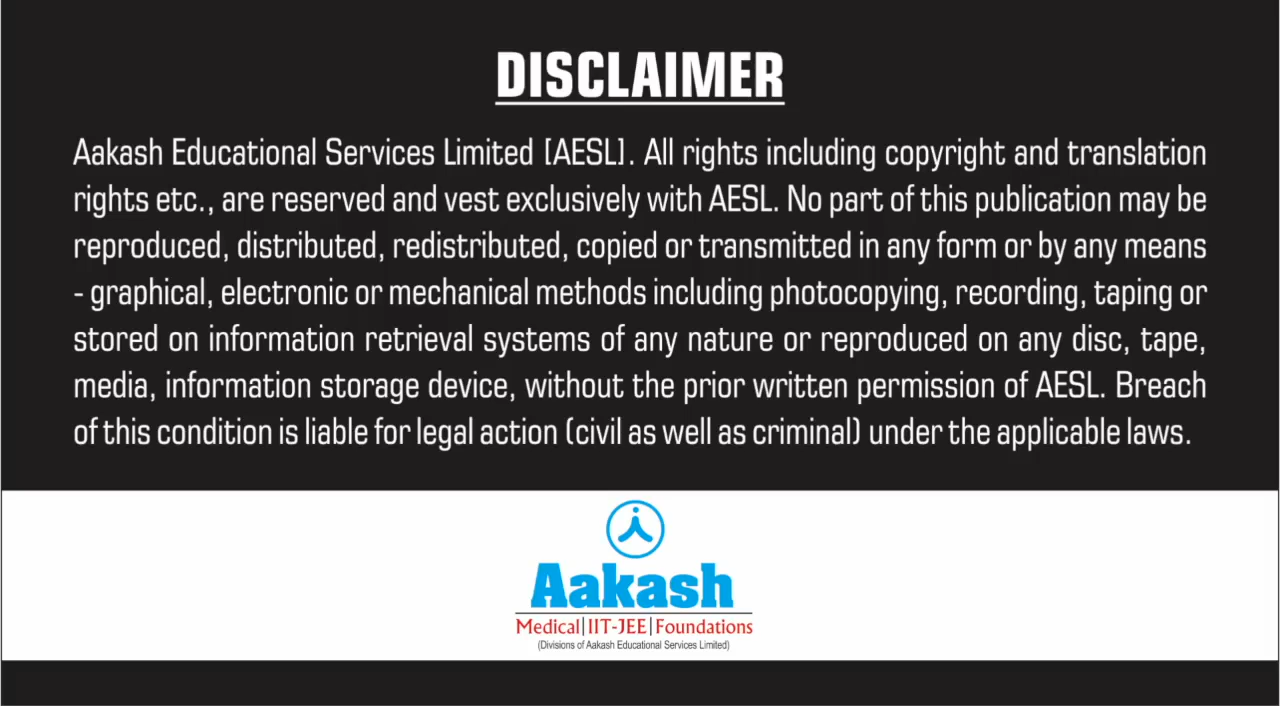 DISCLAIMER
Aakash Educational Services Limited [AESL]. All rights including copyright and translation
rights etc., are reserved and vest exclusively with AESL. No part of this publication may be
reproduced, distributed, redistributed, copied or transmitted in any form or by any means
- graphical, electronic or mechanical methods including photocopying, recording, taping or
stored on information retrieval systems of any nature or reproduced on any disc, tape,
media, information storage device, without the prior written permission of AESL. Breach
of this condition is liable for legal action (civil as well as criminal) under the applicable laws.
Aakash
Medical|IIT-JEE|Foundations
(Divisions of Aakash Educational Services Limited)